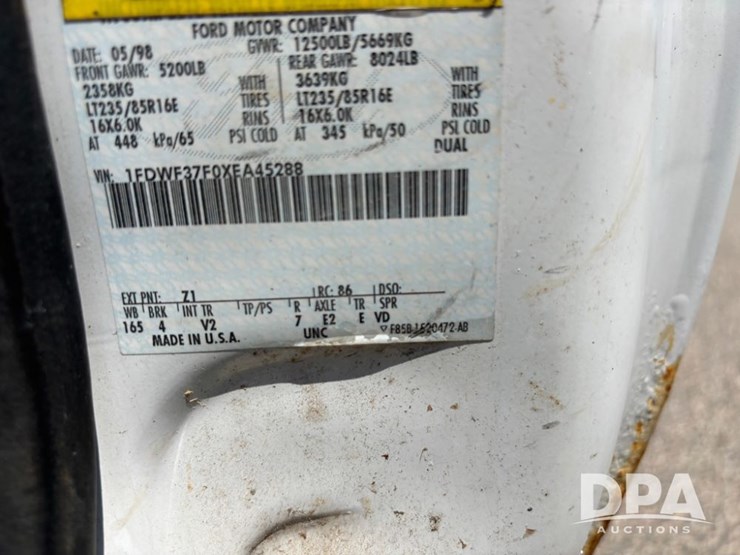 FORD MOTOR COMPANY
DATE: 05/98 GVWR: 12500LB/5669KG
FRONT GAWR: 5200LB REAR GAWR: 8024LB
2358KG WITH 3639KG WITH
LT235/85R16E TIRES LT235/85R16E TIRES
16X6.0K RINS 16X6.0K RINS
AT 448 kPa/65 PSI COLD AT 345 kPa/50 PSI COLD
DUAL
VIN: 1FDWF37F0XEA45288
EXT PNT: Z1 RC: 86 DSO:
WB BRK INT TR TP/PS R AXLE TR SPR
165 4 V2 7 E2 E VD
MADE IN U.S.A. UNC F85B-1520472-AB
DPA
AUCTIONS